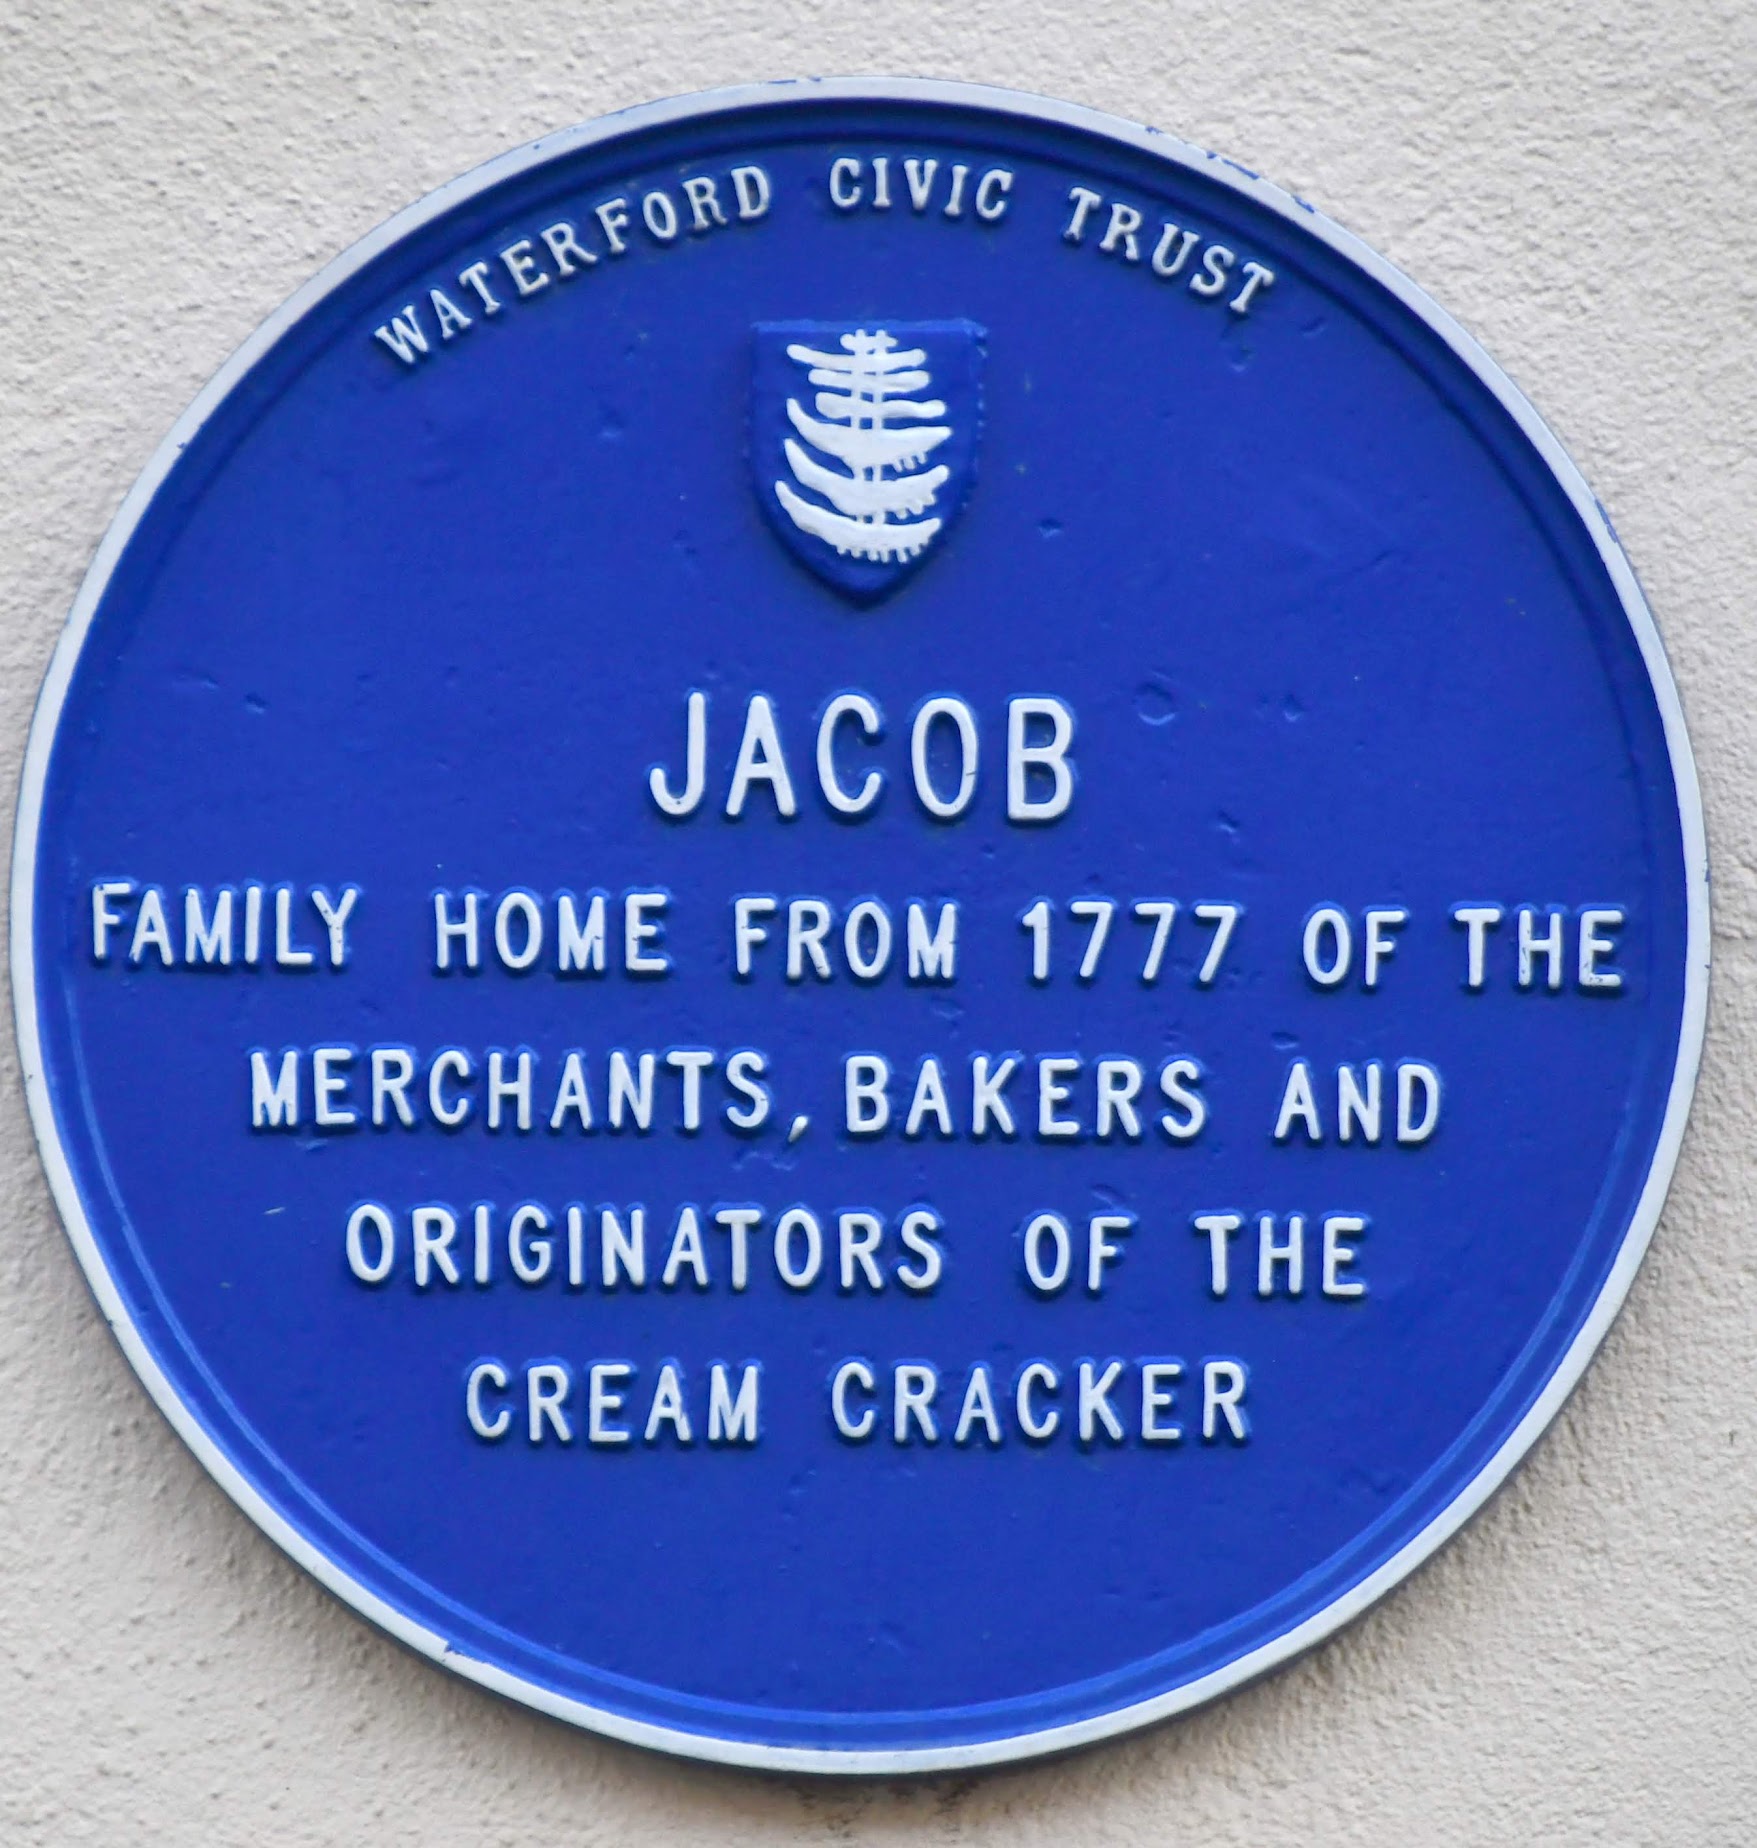 WATERFORD CIVIC TRUST
JACOB
FAMILY HOME FROM 1777 OF THE
MERCHANTS, BAKERS AND
ORIGINATORS OF THE
CREAM CRACKER